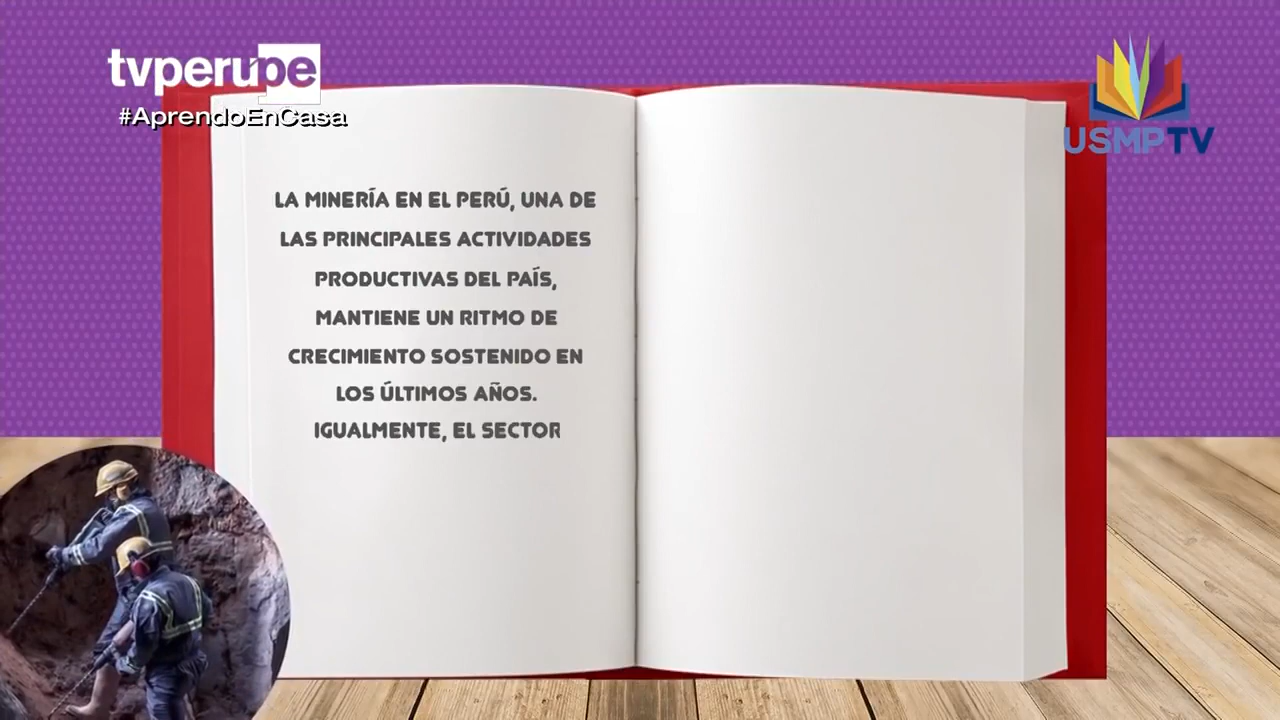 tvperupe
#AprendoEnCasa
USMPTV
LA MINERÍA EN EL PERÚ, UNA DE
LAS PRINCIPALES ACTIVIDADES
PRODUCTIVAS DEL PAÍS,
MANTIENE UN RITMO DE
CRECIMIENTO SOSTENIDO EN
LOS ÚLTIMOS AÑOS.
IGUALMENTE, EL SECTOR